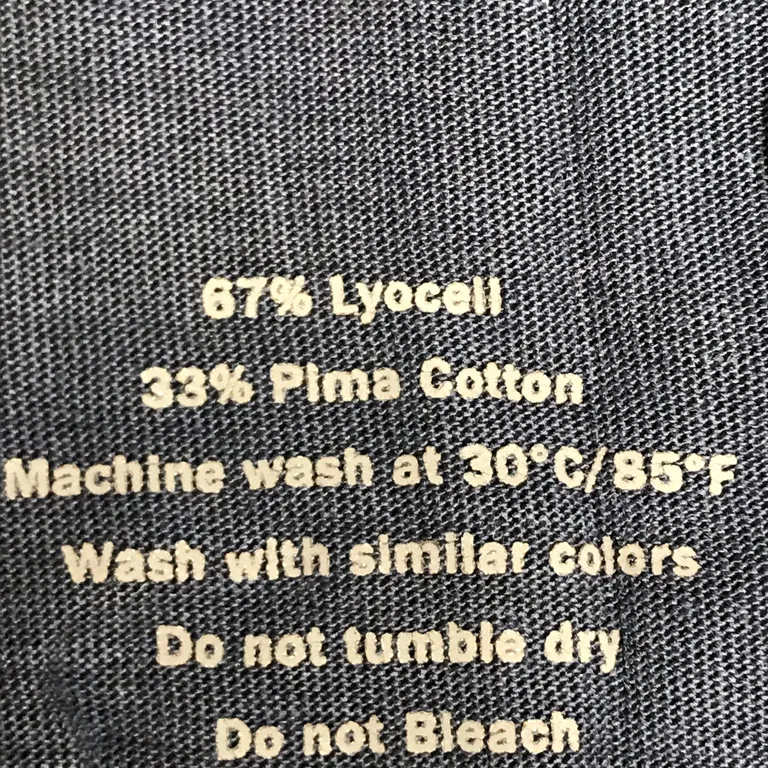 67% Lyocell
33% Pima Cotton
Machine wash at 30°C/85°F
Wash with similar colors
Do not tumble dry
Do not Bleach